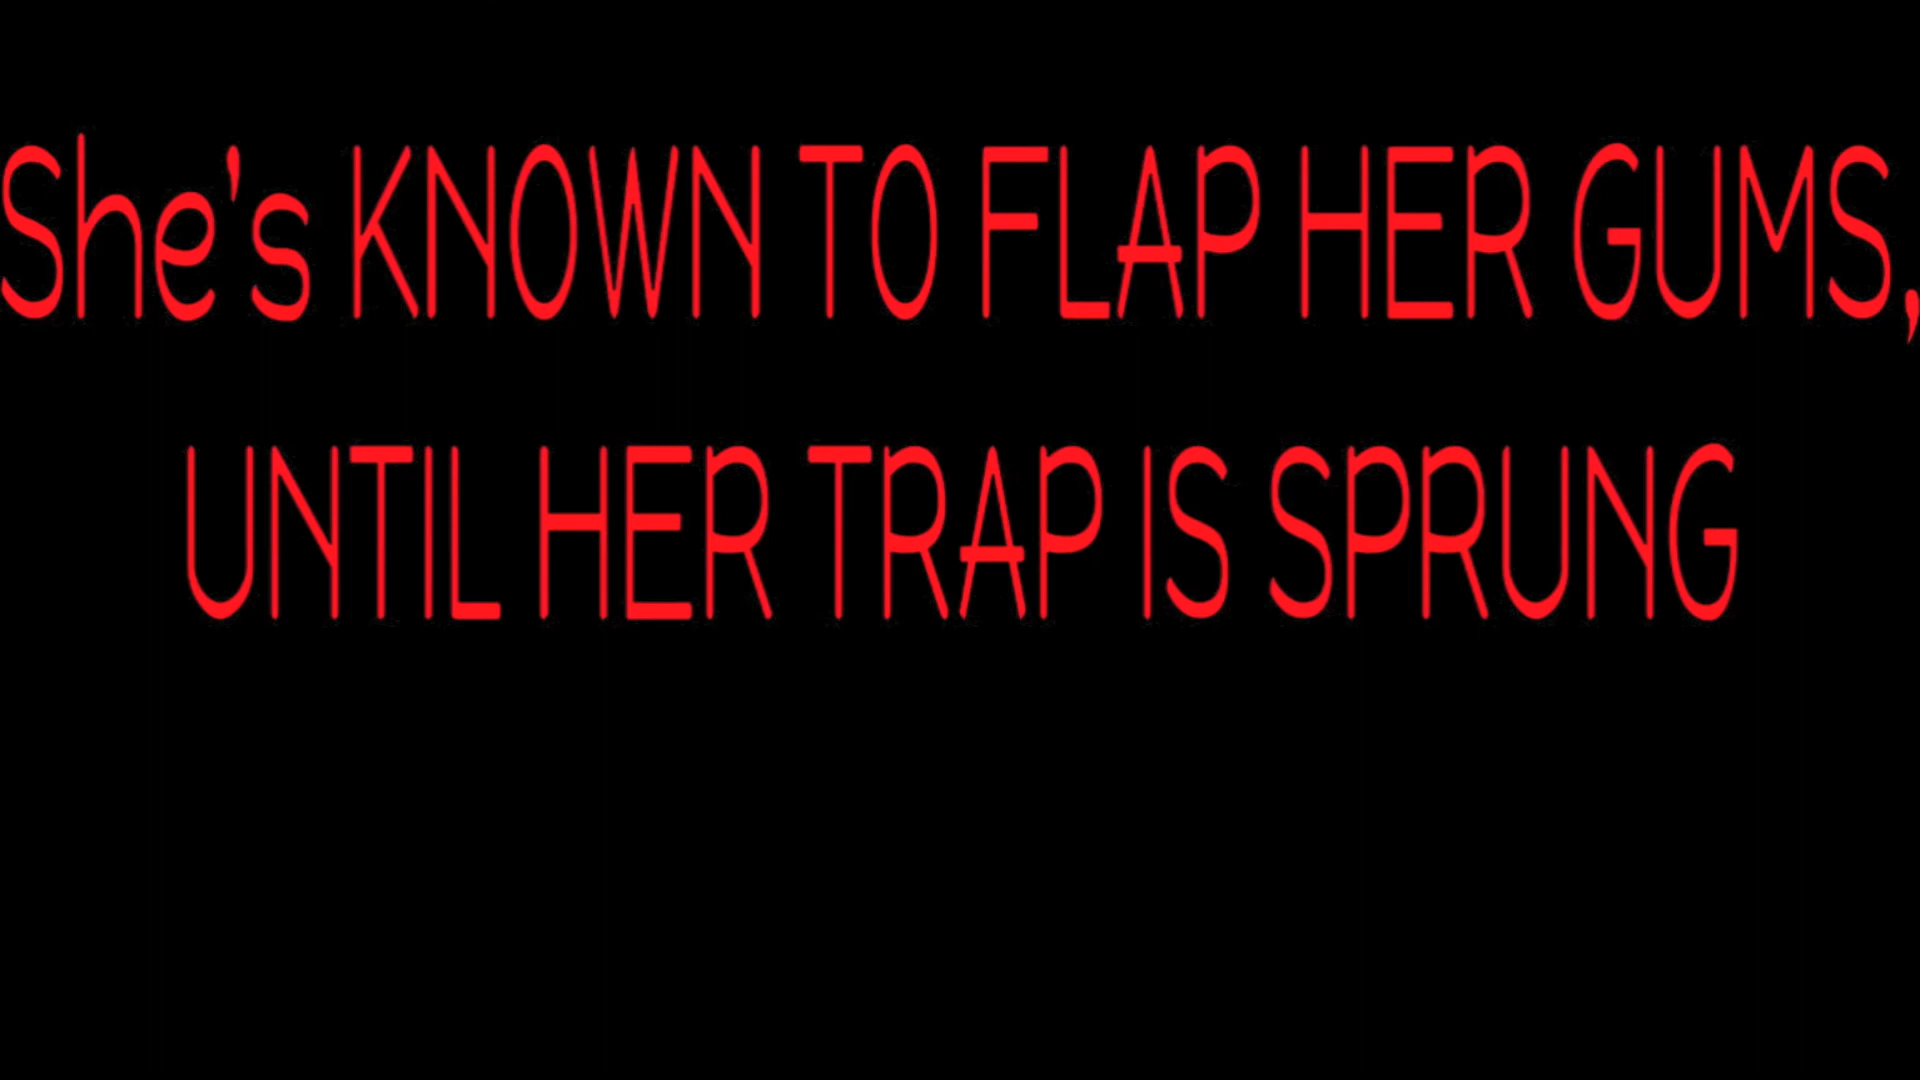 She's KNOWN TO FLAP HER GUMS,
UNTIL HER TRAP IS SPRUNG